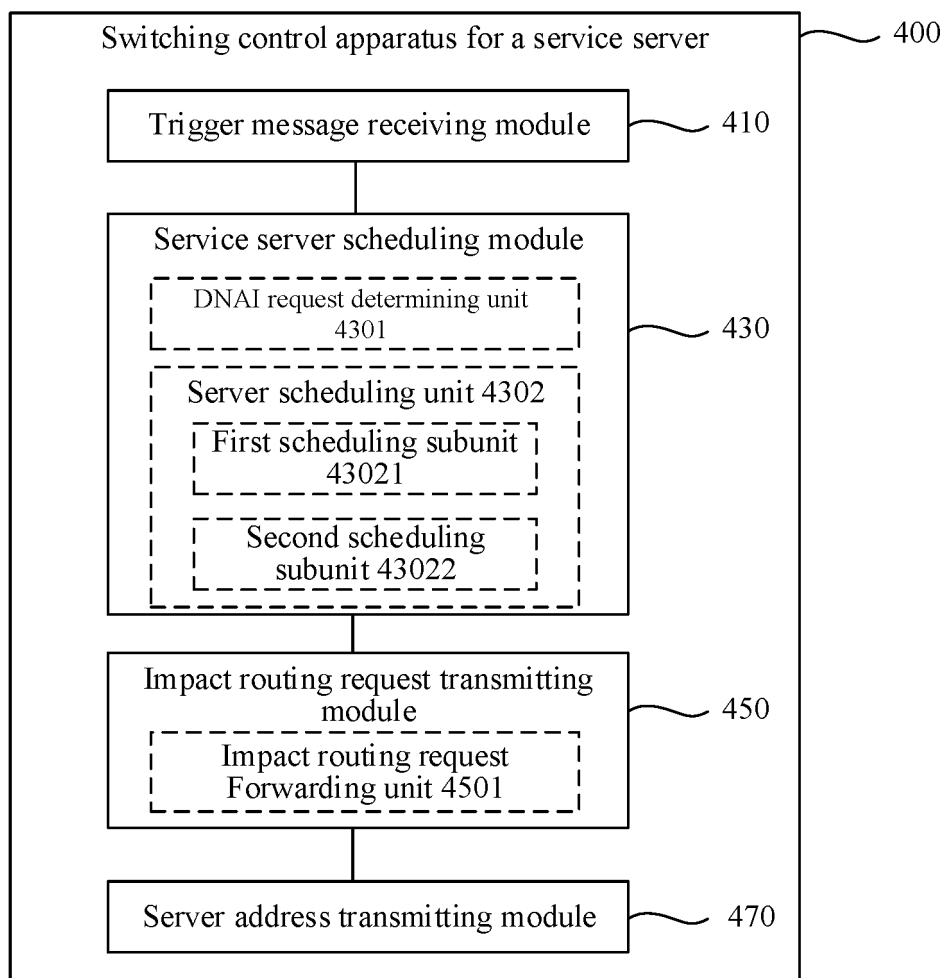 Switching control apparatus for a service server
400
Trigger message receiving module
410
Service server scheduling module
DNAI request determining unit
4301
430
Server scheduling unit 4302
First scheduling subunit
43021
Second scheduling
subunit 43022
Impact routing request transmitting
module
450
Impact routing request
Forwarding unit 4501
Server address transmitting module
470